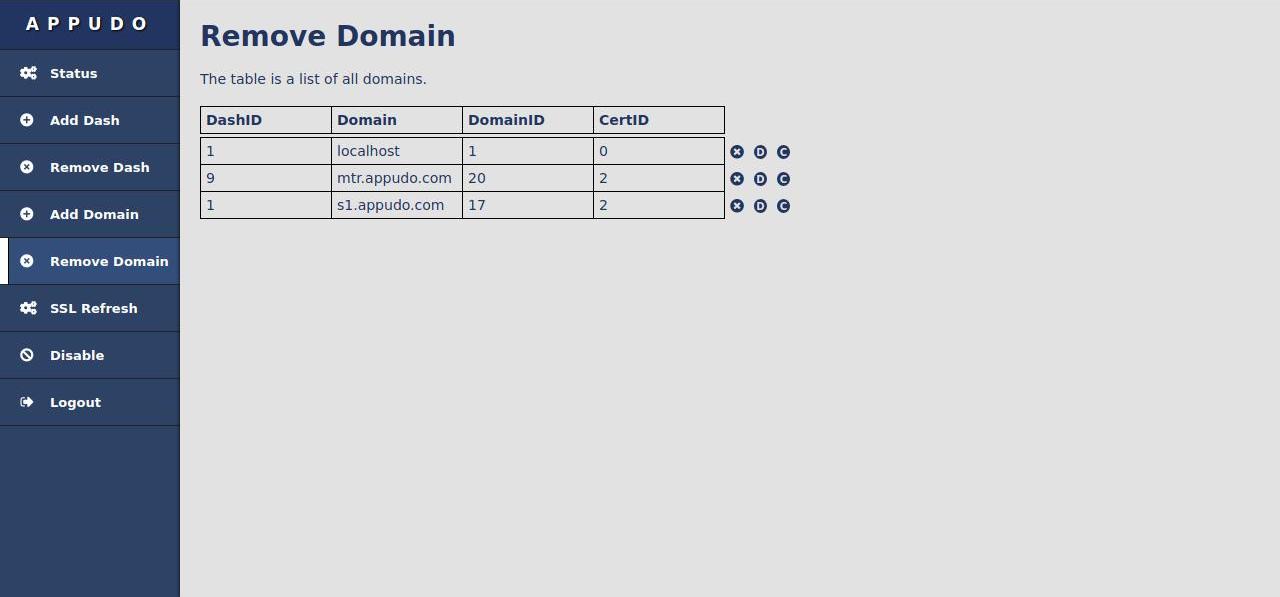 A P P U D O
Status
Add Dash
Remove Dash
Add Domain
Remove Domain
SSL Refresh
Disable
Logout
Remove Domain
The table is a list of all domains.
DashID Domain DomainID CertID
1 localhost 1 0 D C
9 mtr.appudo.com 20 2 D C
1 s1.appudo.com 17 2 D C